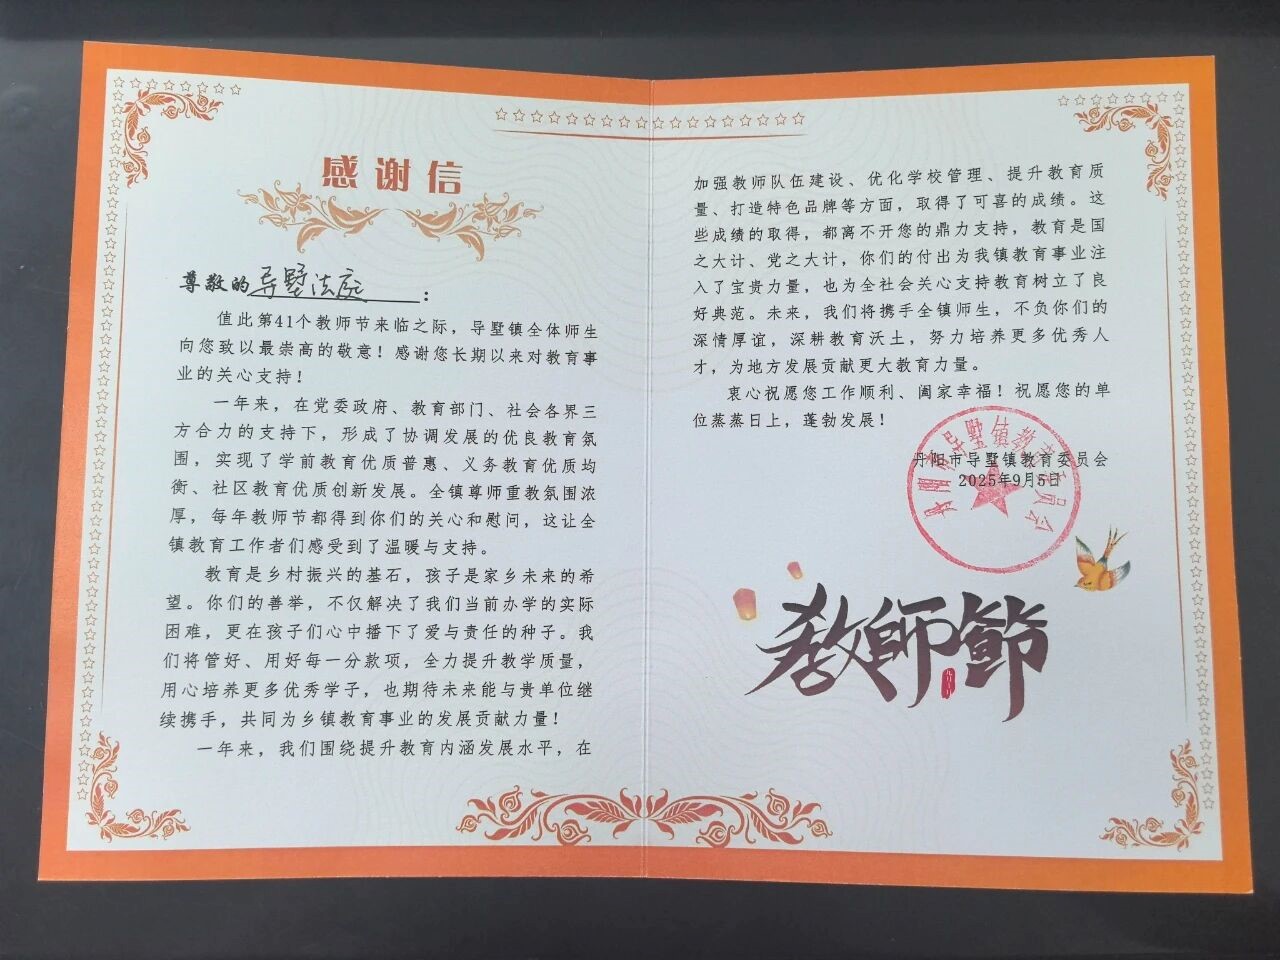 感谢信
尊敬的导墅法庭：
值此第41个教师节来临之际，导墅镇全体师生
向您致以最崇高的敬意！感谢您长期以来对教育事
业的关心支持！
一年来，在党委政府、教育部门、社会各界三
方合力的支持下，形成了协调发展的优良教育氛
围，实现了学前教育优质普惠、义务教育优质均
衡、社区教育优质创新发展。全镇尊师重教氛围浓
厚，每年教师节都得到你们的关心和慰问，这让全
镇教育工作者们感受到了温暖与支持。
教育是乡村振兴的基石，孩子是家乡未来的希
望。你们的善举，不仅解决了我们当前办学的实际
困难，更在孩子们心中播下了爱与责任的种子。我
们将管好、用好每一分款项，全力提升教学质量，
用心培养更多优秀学子，也期待未来能与贵单位继
续携手，共同为乡镇教育事业的发展贡献力量！
一年来，我们围绕提升教育内涵发展水平，在
加强教师队伍建设、优化学校管理、提升教育质
量、打造特色品牌等方面，取得了可喜的成绩。这
些成绩的取得，都离不开您的鼎力支持，教育是国
之大计、党之大计，你们的付出为我镇教育事业注
入了宝贵力量，也为全社会关心支持教育树立了良
好典范。未来，我们将携手全镇师生，不负你们的
深情厚谊，深耕教育沃土，努力培养更多优秀人
才，为地方发展贡献更大教育力量。
衷心祝愿您工作顺利、阖家幸福！祝愿您的单
位蒸蒸日上，蓬勃发展！
丹阳市导墅镇教育委员会
2025年9月5日
丹阳市导墅镇教育委员会
教师節